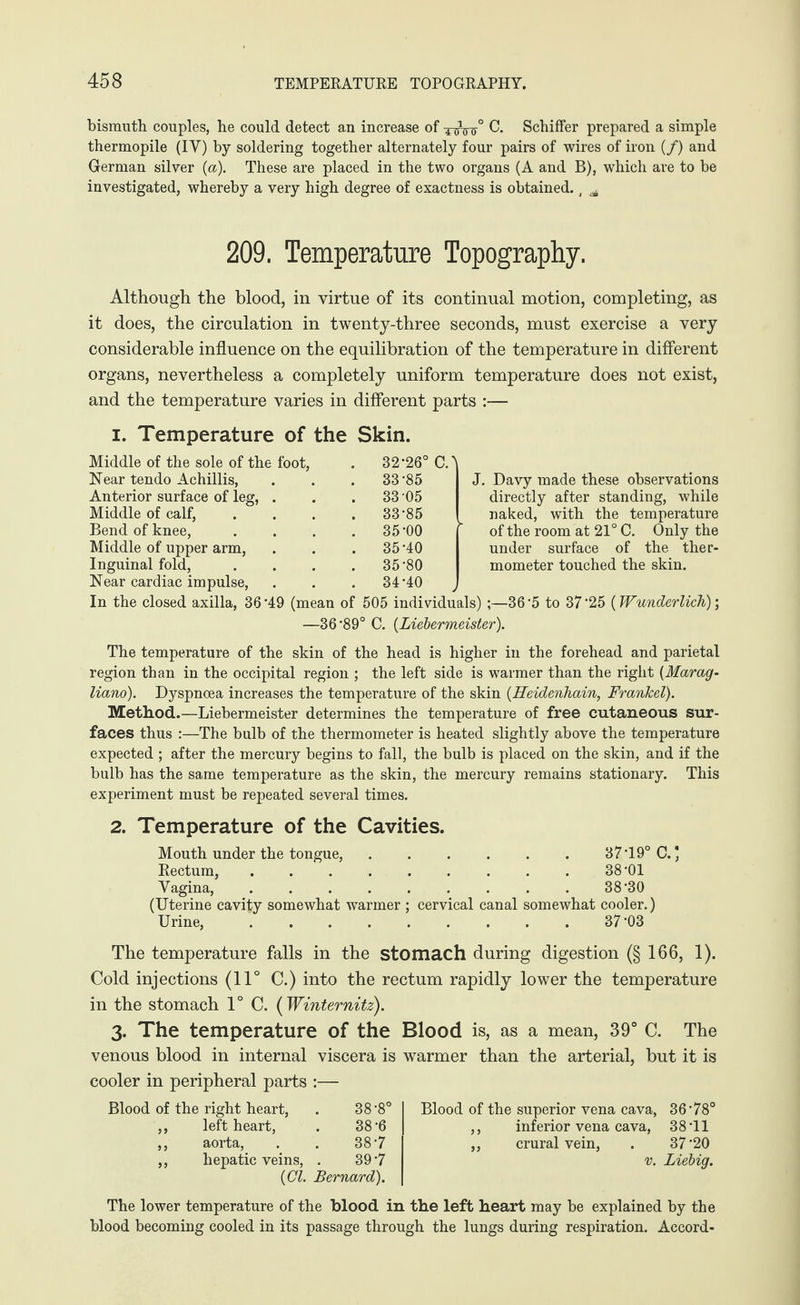 458 TEMPERATURE TOPOGRAPHY.
bismuth couples, he could detect an increase of 1/4000° C. Schiffer prepared a simple
thermopile (IV) by soldering together alternately four pairs of wires of iron (f) and
German silver (a). These are placed in the two organs (A and B), which are to be
investigated, whereby a very high degree of exactness is obtained.
209. Temperature Topography.
Although the blood, in virtue of its continual motion, completing, as
it does, the circulation in twenty-three seconds, must exercise a very
considerable influence on the equilibration of the temperature in different
organs, nevertheless a completely uniform temperature does not exist,
and the temperature varies in different parts :—
1. Temperature of the Skin.
Middle of the sole of the foot, . 32·26° C.
Near tendo Achillis, . . . 33·85
Anterior surface of leg, . . . 33·05
Middle of calf, . . . . 33·85
Bend of knee, . . . . 35·00
Middle of upper arm, . . . 35·40
Inguinal fold, . . . . 35·80
Near cardiac impulse, . . . 34·40
J. Davy made these observations
directly after standing, while
naked, with the temperature
of the room at 21° C. Only the
under surface of the ther-
mometer touched the skin.
In the closed axilla, 36·49 (mean of 505 individuals) ;—36·5 to 37·25 (Wunderlich);
—36·89° C. (Liebermeister).
The temperature of the skin of the head is higher in the forehead and parietal
region than in the occipital region ; the left side is warmer than the right (Marag-
liano). Dyspnœa increases the temperature of the skin (Heidenhain, Frankel).
Method.—Liebermeister determines the temperature of free cutaneous sur-
faces thus :—The bulb of the thermometer is heated slightly above the temperature
expected ; after the mercury begins to fall, the bulb is placed on the skin, and if the
bulb has the same temperature as the skin, the mercury remains stationary. This
experiment must be repeated several times.
2. Temperature of the Cavities.
Mouth under the tongue, . . . . . . 37·19° C.
Rectum, . . . . . . . . . 38·01
Vagina, . . . . . . . . . 38·30
(Uterine cavity somewhat warmer ; cervical canal somewhat cooler.)
Urine, . . . . . . . . . 37·03
The temperature falls in the stomach during digestion (§ 166, 1).
Cold injections (11° C.) into the rectum rapidly lower the temperature
in the stomach 1° C. (Winternitz).
3. The temperature of the Blood is, as a mean, 39° C. The
venous blood in internal viscera is warmer than the arterial, but it is
cooler in peripheral parts :—
Blood of the right heart, . 38·8°
,, left heart, . 38·6
,, aorta, . . 38·7
,, hepatic veins, . 39·7
(Cl. Bernard).
Blood of the superior vena cava, 36·78°
,, inferior vena cava, 38·11
,, crural vein, . 37·20
v. Liebig.
The lower temperature of the blood in the left heart may be explained by the
blood becoming cooled in its passage through the lungs during respiration. Accord-